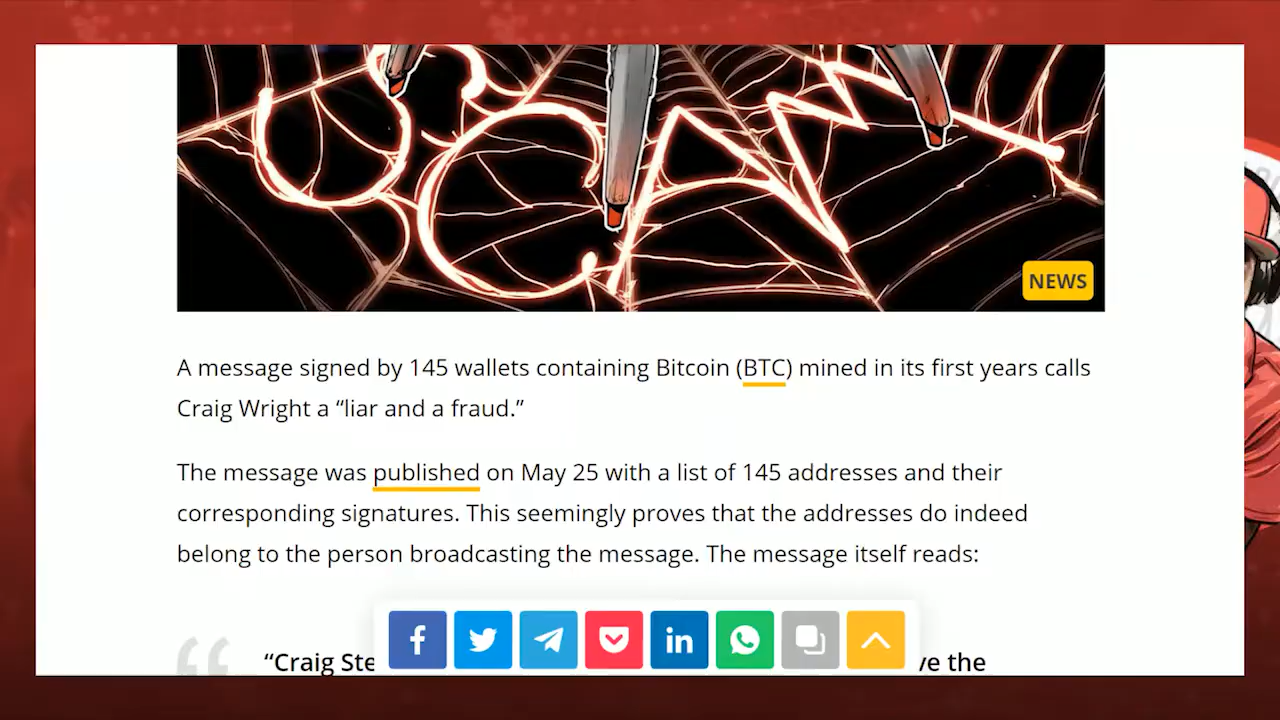 SCAM
NEWS
A message signed by 145 wallets containing Bitcoin (BTC) mined in its first years calls
Craig Wright a “liar and a fraud.”
The message was published on May 25 with a list of 145 addresses and their
corresponding signatures. This seemingly proves that the addresses do indeed
belong to the person broadcasting the message. The message itself reads:
“Craig Ste
ve the